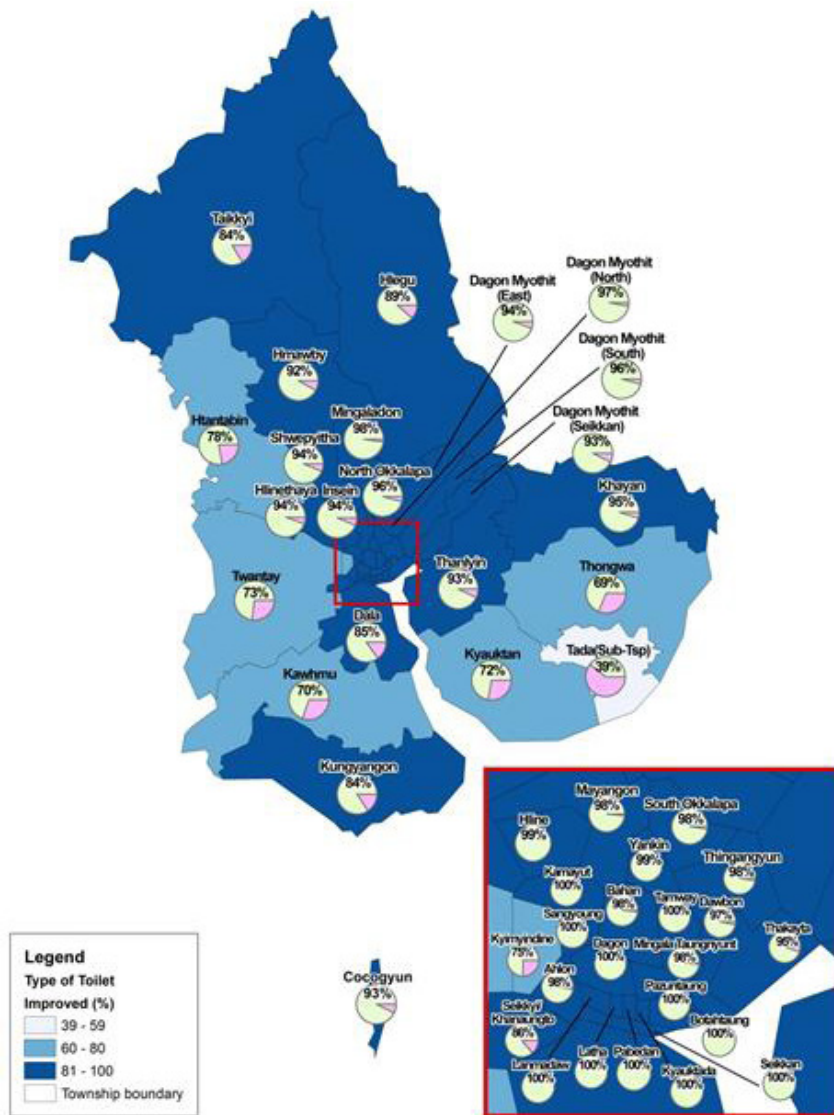 Taikkyi
84%
Hlegu
89%
Dagon Myothit
(East)
94%
Dagon Myothit
(North)
97%
Dagon Myothit
(South)
96%
Dagon Myothit
(Seikkan)
93%
Hmawby
92%
Htantabin
78%
Mingaladon
98%
Shwepyitha
94%
North Okkalapa
96%
Hlinethaya
94%
Insein
94%
Khayan
95%
Twantay
73%
Thanlyin
93%
Thongwa
69%
Dala
85%
Kyauktan
72%
Tada(Sub-Tsp)
39%
Kawhmu
70%
Kungyangon
84%
Cocogyun
93%
Mayangon
98%
South Okkalapa
98%
Hline
99%
Yankin
99%
Thingangyun
98%
Kamayut
100%
Bahan
98%
Tamway
100%
Dawbon
97%
Sangyoung
100%
Thakayta
Kyimyindine
75%
Dagon
100%
Mingala Taungnyunt
Ahlon
98%
Pazuntaung
100%
Seikkyi/
Khanaungto
86%
Botahtaung
100%
Lanmadaw
100%
Latha
100%
Pabedan
100%
Kyauktada
100%
Seikkan
100%
Legend
Type of Toilet
Improved (%)
39 - 59
60 - 80
81 - 100
Township boundary